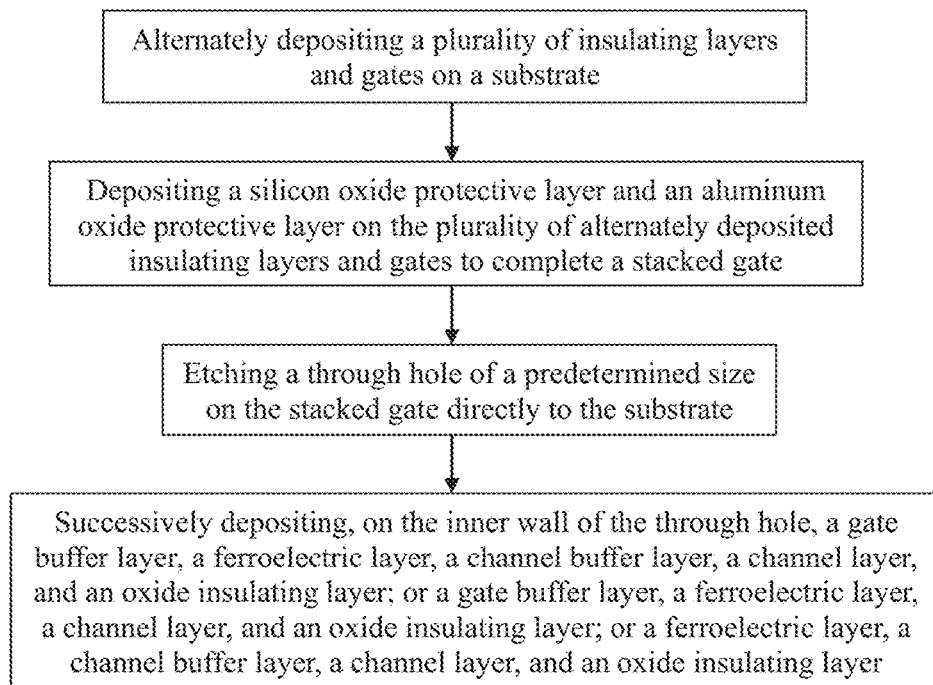 Alternately depositing a plurality of insulating layers
and gates on a substrate
Depositing a silicon oxide protective layer and an aluminum
oxide protective layer on the plurality of alternately deposited
insulating layers and gates to complete a stacked gate
Etching a through hole of a predetermined size
on the stacked gate directly to the substrate
Successively depositing, on the inner wall of the through hole, a gate
buffer layer, a ferroelectric layer, a channel buffer layer, a channel layer,
and an oxide insulating layer; or a gate buffer layer, a ferroelectric layer,
a channel layer, and an oxide insulating layer; or a ferroelectric layer, a
channel buffer layer, a channel layer, and an oxide insulating layer